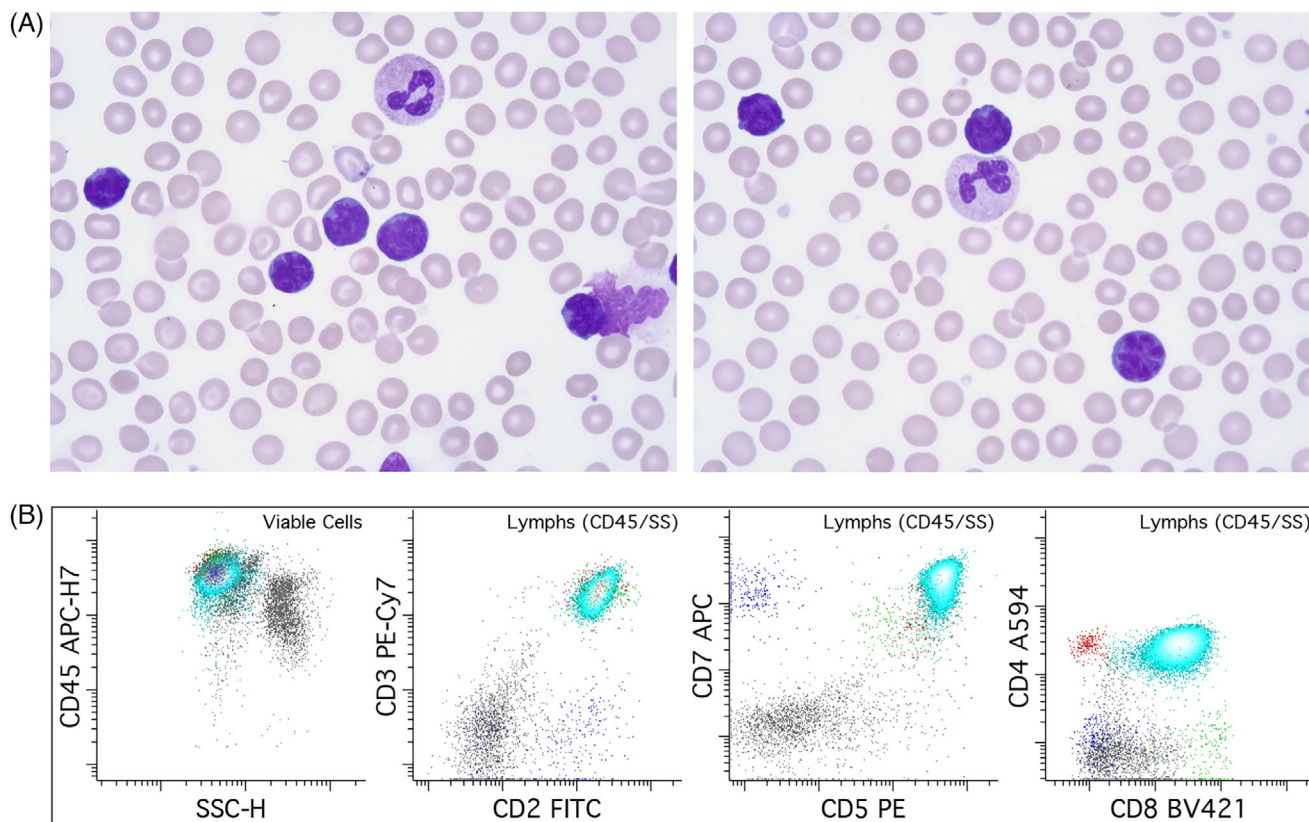 (A)
(B)
Viable Cells
CD45 APC-H7
SSC-H
Lymphs (CD45/SS)
CD3 PE-Cy7
CD2 FITC
Lymphs (CD45/SS)
CD7 APC
CD5 PE
Lymphs (CD45/SS)
CD4 A594
CD8 BV421